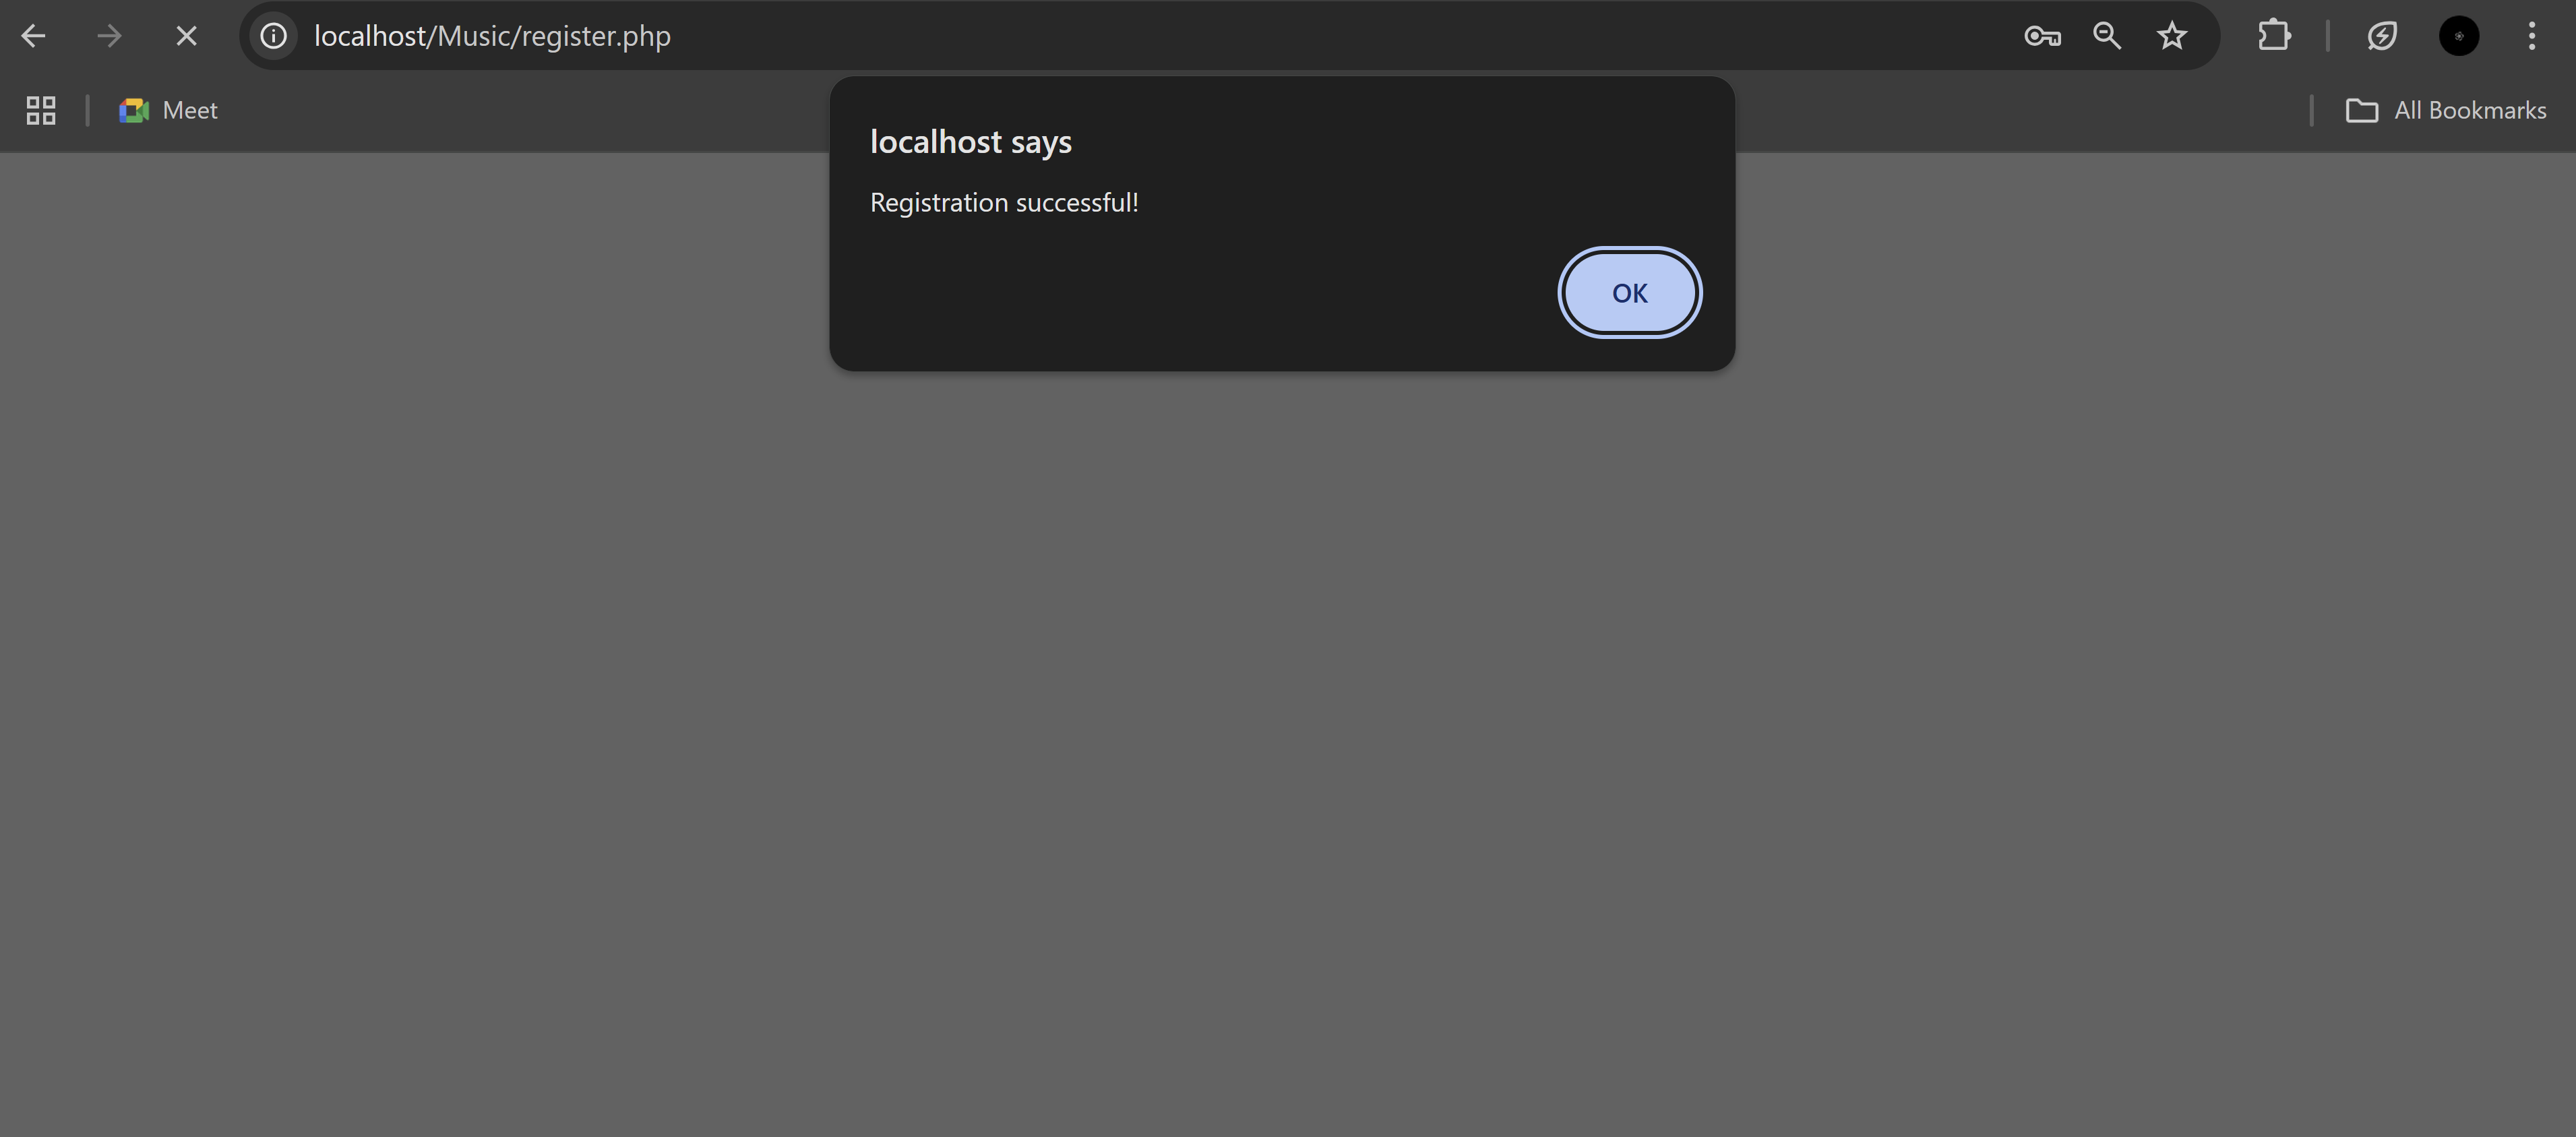 localhost/Music/register.php
Meet
All Bookmarks
localhost says
Registration successful!
OK